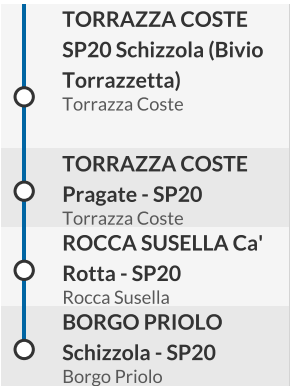 TORRAZZA COSTE
SP20 Schizzola (Bivio
Torrazzetta)
Torrazza Coste
TORRAZZA COSTE
Pragate - SP20
Torrazza Coste
ROCCA SUSELLA Ca'
Rotta - SP20
Rocca Susella
BORGO PRIOLO
Schizzola - SP20
Borgo Priolo